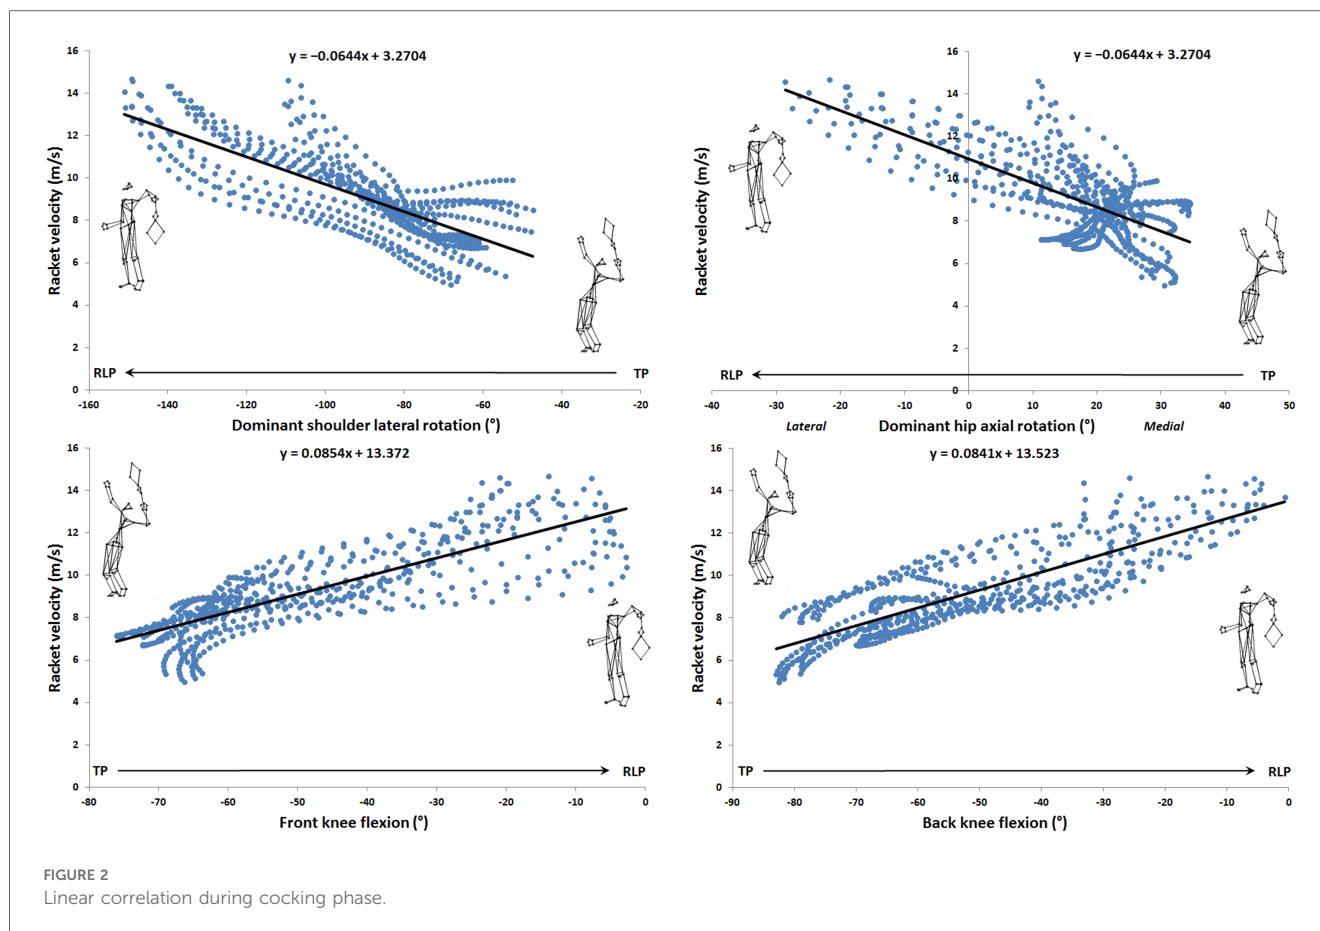 y = –0.0644x + 3.2704
16
14
12
10
8
6
4
2
0
Racket velocity (m/s)
RLP
TP
-160 -140 -120 -100 -80 -60 -40 -20
Dominant shoulder lateral rotation (°)
y = –0.0644x + 3.2704
16
14
12
10
8
6
4
2
0
Racket velocity (m/s)
RLP
TP
-40 -30 -20 -10 0 10 20 30 40 50
Lateral Dominant hip axial rotation (°) Medial
y = 0.0854x + 13.372
16
14
12
10
8
6
4
2
0
Racket velocity (m/s)
TP
RLP
-80 -70 -60 -50 -40 -30 -20 -10 0
Front knee flexion (°)
y = 0.0841x + 13.523
16
14
12
10
8
6
4
2
0
Racket velocity (m/s)
TP
RLP
-90 -80 -70 -60 -50 -40 -30 -20 -10 0
Back knee flexion (°)
FIGURE 2
Linear correlation during cocking phase.